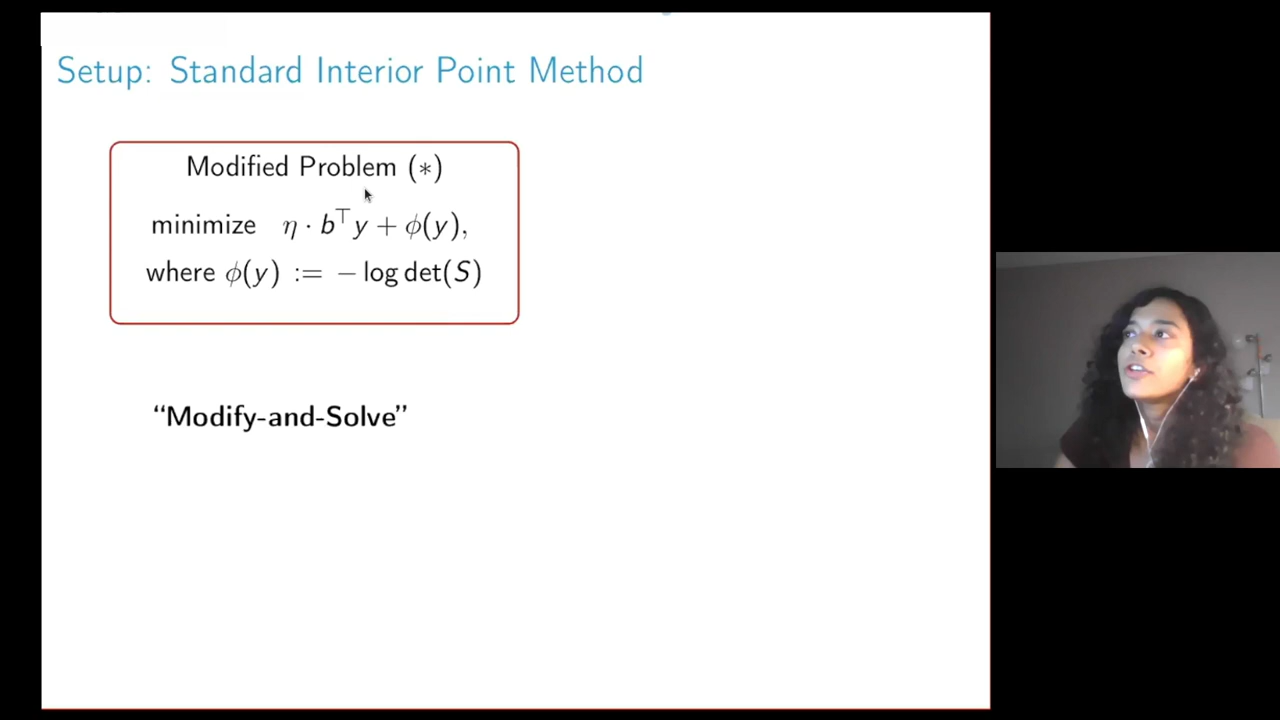 Setup: Standard Interior Point Method
Modified Problem (∗)
minimize η · b⊤y + ϕ(y),
where ϕ(y) := − log det(S)
“Modify-and-Solve”